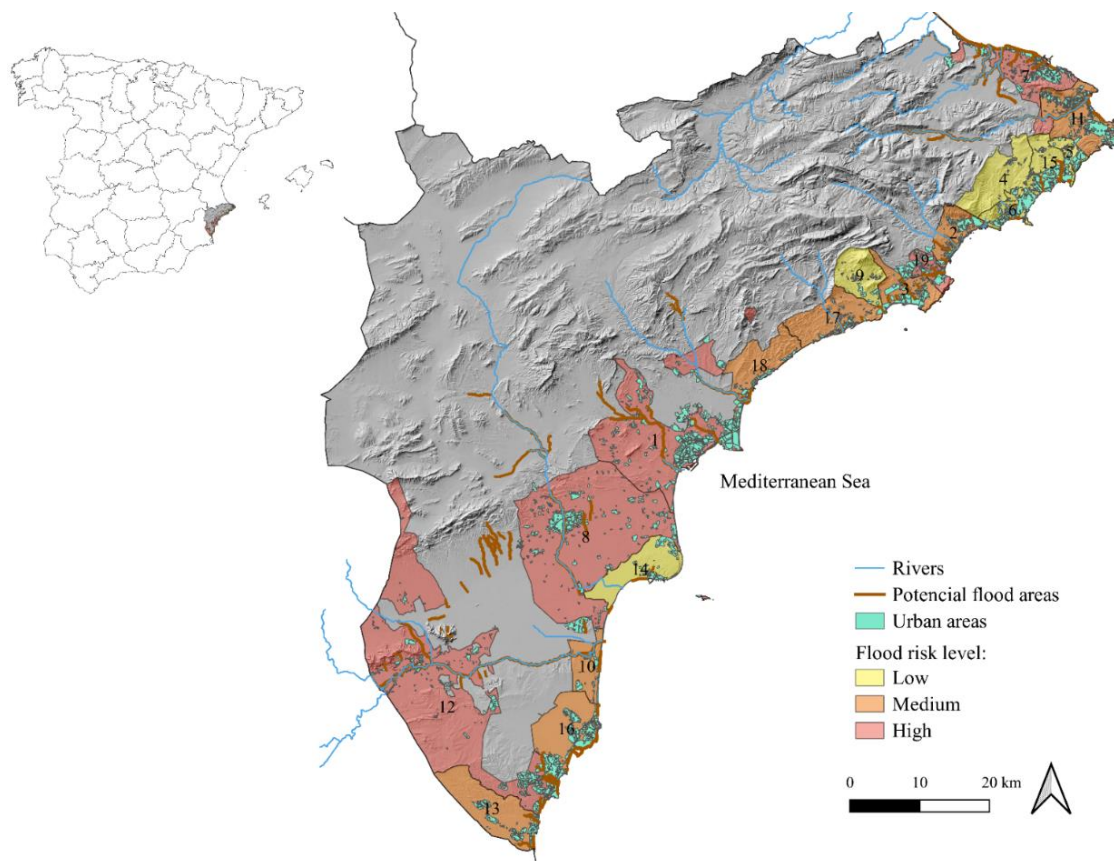 7
11
5
15
4
6
2
19
9
3
17
18
1
Mediterranean Sea
8
14
Rivers
Potencial flood areas
Urban areas
Flood risk level:
Low
Medium
High
10
12
16
13
0 10 20 km